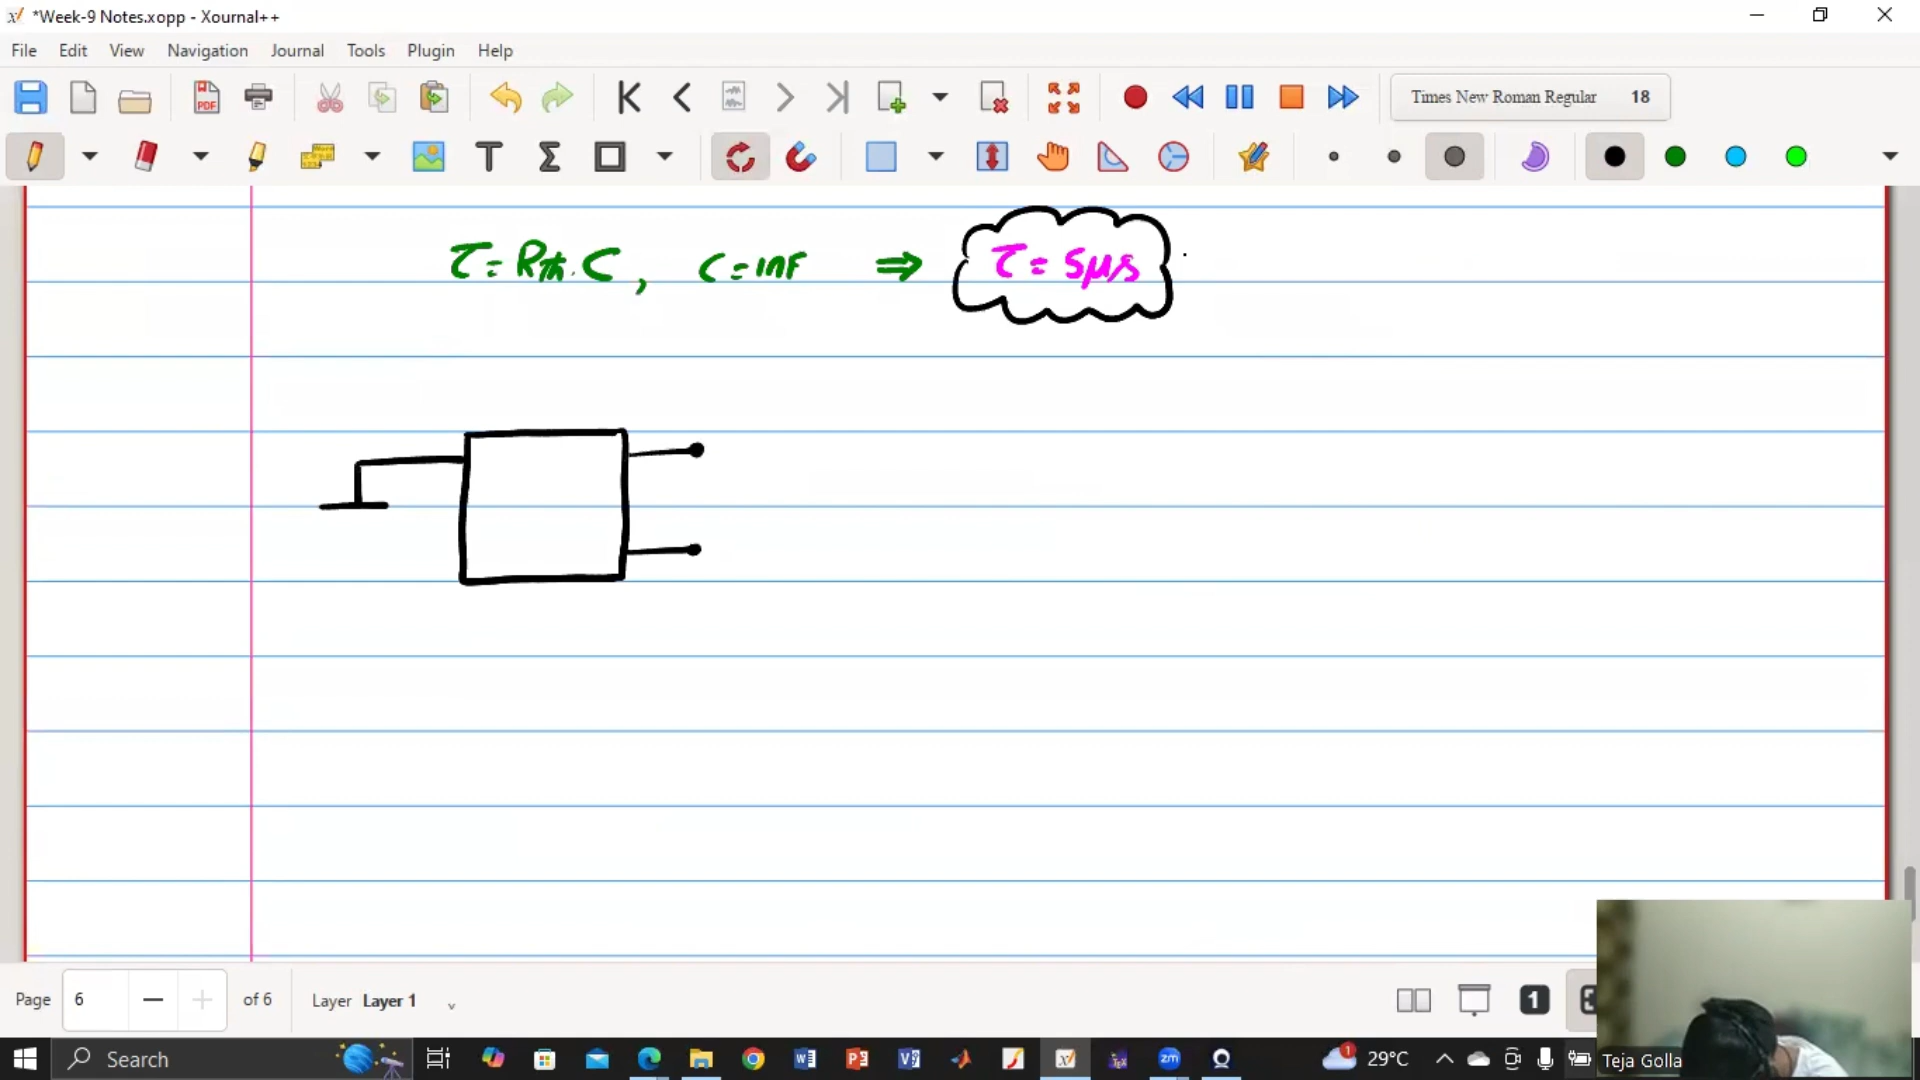 *Week-9 Notes.xopp - Xournal++
File Edit View Navigation Journal Tools Plugin Help
Times New Roman Regular 18
τ = Rth. C , C = 1nF ⇒ τ = 5μs
Page 6 of 6 Layer Layer 1
Search 29°C
Teja Golla